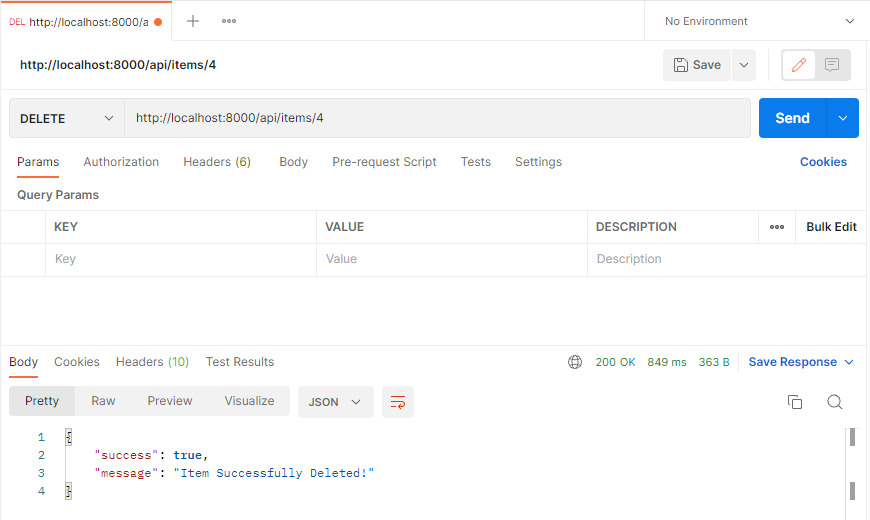 DEL http://localhost:8000/a
No Environment
http://localhost:8000/api/items/4
Save
DELETE http://localhost:8000/api/items/4 Send
Params Authorization Headers (6) Body Pre-request Script Tests Settings Cookies
Query Params
KEY VALUE DESCRIPTION Bulk Edit
Key Value Description
Body Cookies Headers (10) Test Results 200 OK 849 ms 363 B Save Response
Pretty Raw Preview Visualize JSON
1 {
2 "success": true,
3 "message": "Item Successfully Deleted!"
4 }